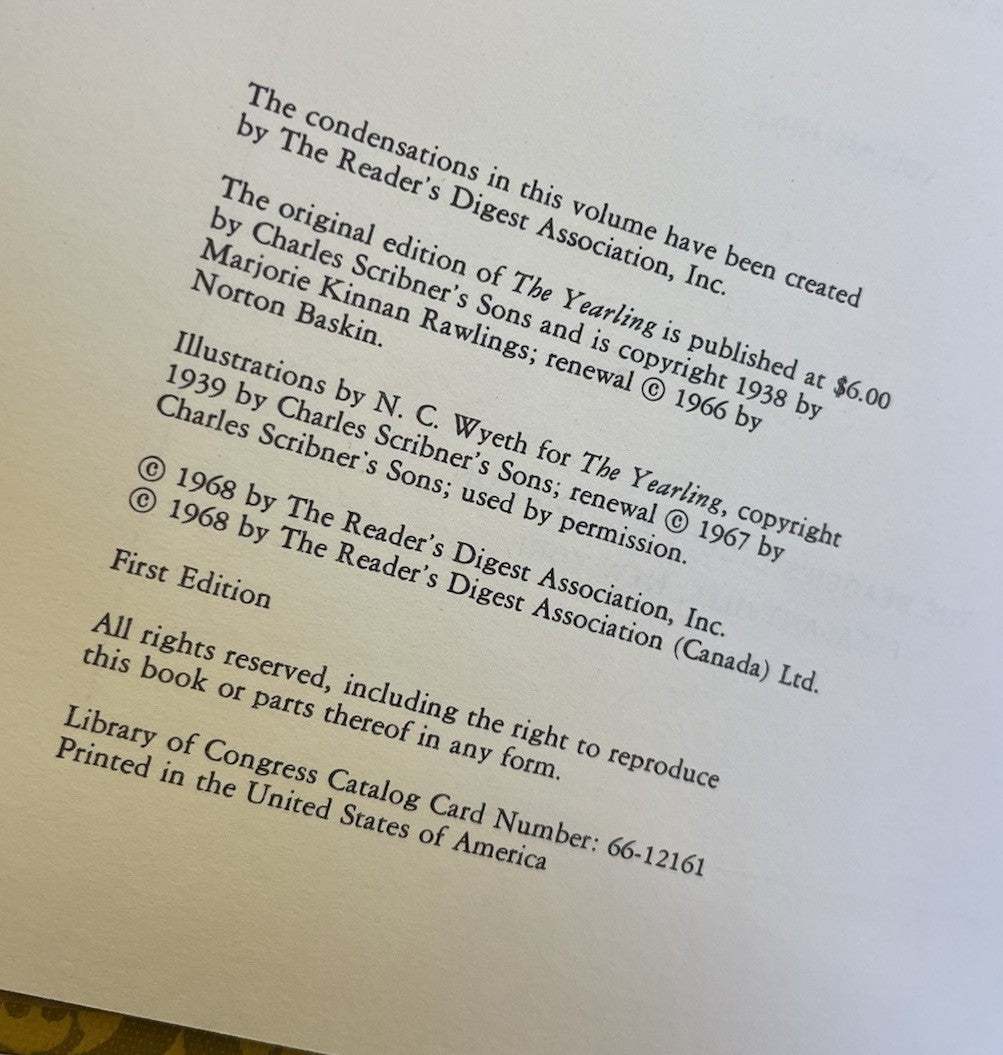 The condensations in this volume have been created
by The Reader's Digest Association, Inc.
The original edition of The Yearling is published at $6.00
by Charles Scribner's Sons and is copyright 1938 by
Marjorie Kinnan Rawlings; renewal © 1966 by
Norton Baskin.
Illustrations by N. C. Wyeth for The Yearling, copyright
1939 by Charles Scribner's Sons; renewal © 1967 by
Charles Scribner's Sons; used by permission.
© 1968 by The Reader's Digest Association, Inc.
© 1968 by The Reader's Digest Association (Canada) Ltd.
First Edition
All rights reserved, including the right to reproduce
this book or parts thereof in any form.
Library of Congress Catalog Card Number: 66-12161
Printed in the United States of America